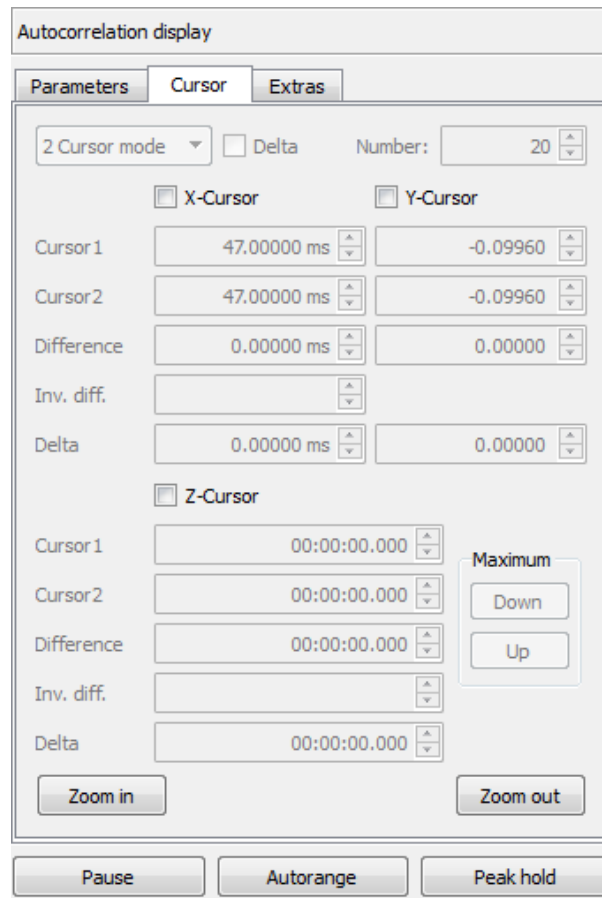 Autocorrelation display
Parameters Cursor Extras
2 Cursor mode Delta Number: 20
X-Cursor Y-Cursor
Cursor1 47.00000 ms -0.09960
Cursor2 47.00000 ms -0.09960
Difference 0.00000 ms 0.00000
Inv. diff.
Delta 0.00000 ms 0.00000
Z-Cursor
Cursor1 00:00:00.000
Maximum
Cursor2 00:00:00.000 Down
Difference 00:00:00.000 Up
Inv. diff.
Delta 00:00:00.000
Zoom in Zoom out
Pause Autorange Peak hold